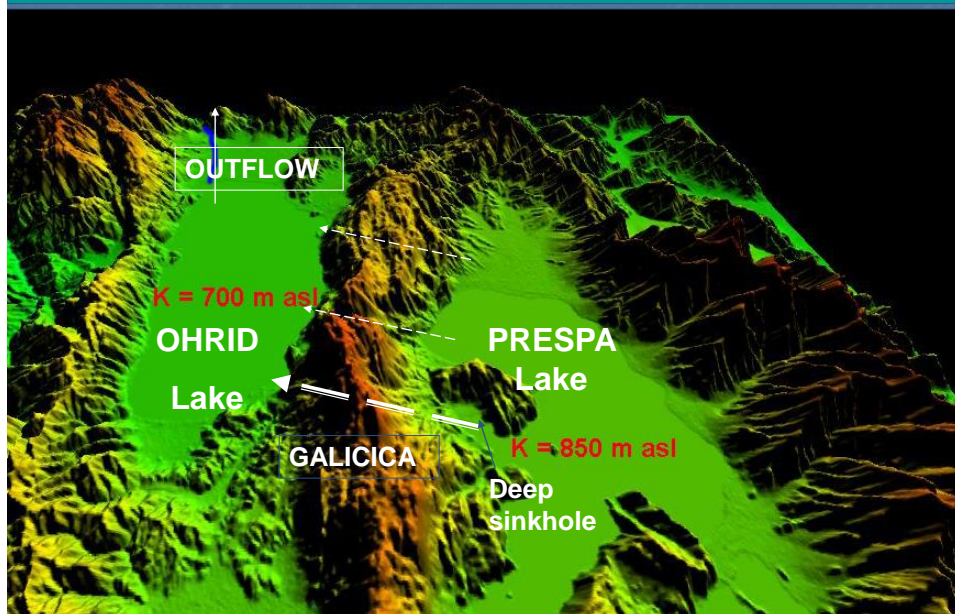 OUTFLOW
K = 700 m asl
OHRID
Lake
PRESPA
Lake
GALICICA
K = 850 m asl
Deep
sinkhole